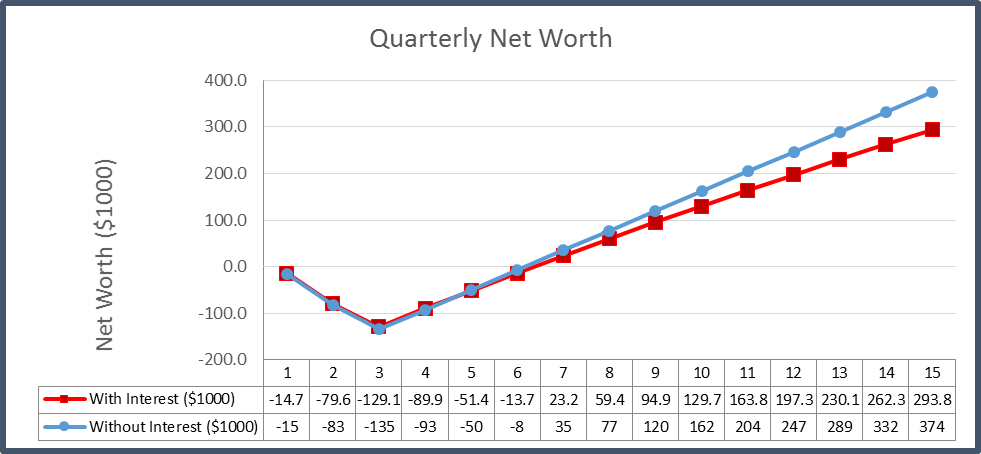 Quarterly Net Worth
Net Worth ($1000)
400.0
300.0
200.0
100.0
0.0
-100.0
-200.0
1 2 3 4 5 6 7 8 9 10 11 12 13 14 15
With Interest ($1000) -14.7 -79.6 -129.1 -89.9 -51.4 -13.7 23.2 59.4 94.9 129.7 163.8 197.3 230.1 262.3 293.8
Without Interest ($1000) -15 -83 -135 -93 -50 -8 35 77 120 162 204 247 289 332 374